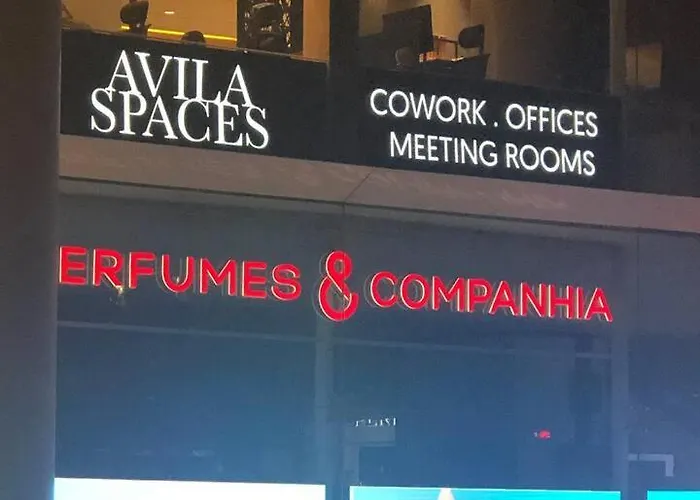 AVILA
SPACES
COWORK . OFFICES
MEETING ROOMS
ERFUMES & COMPANHIA